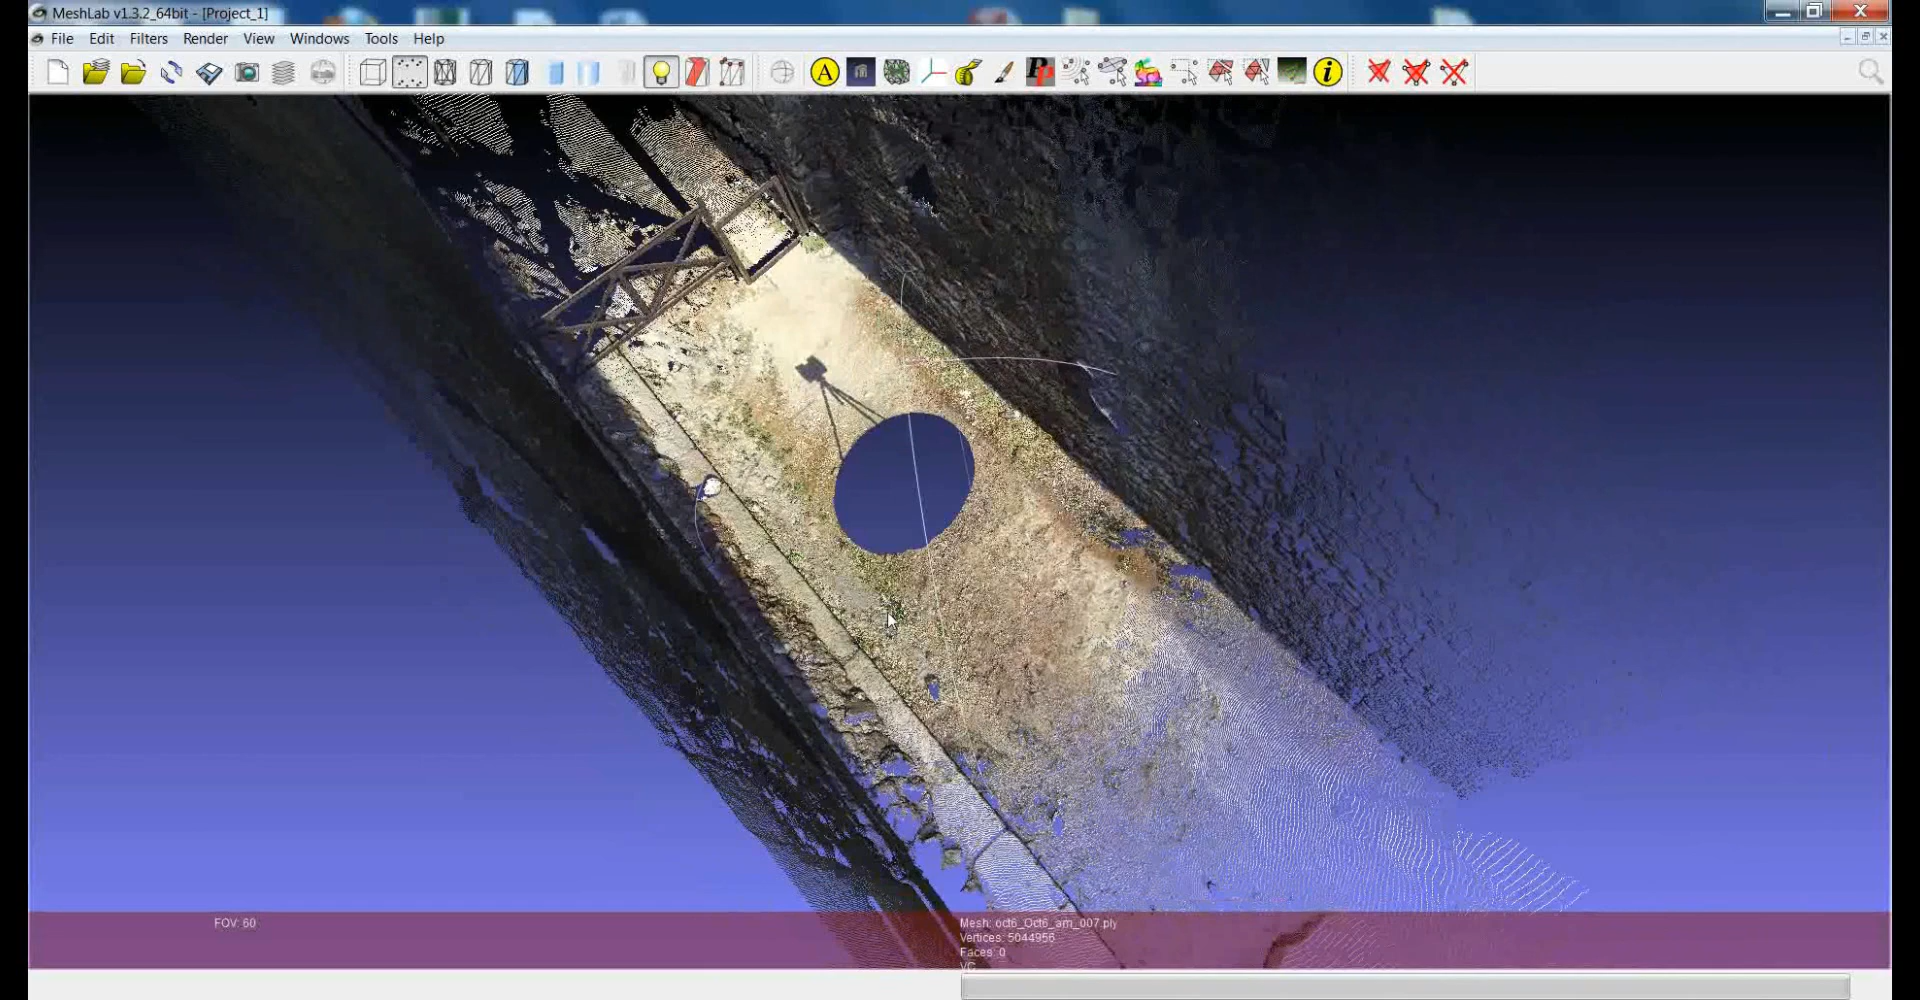 MeshLab v1.3.2_64bit - [Project_1]
File Edit Filters Render View Windows Tools Help
A
i
FOV: 60
Mesh: oct6_Oct6_am_007.ply
Vertices: 5044956
Faces: 0
VC